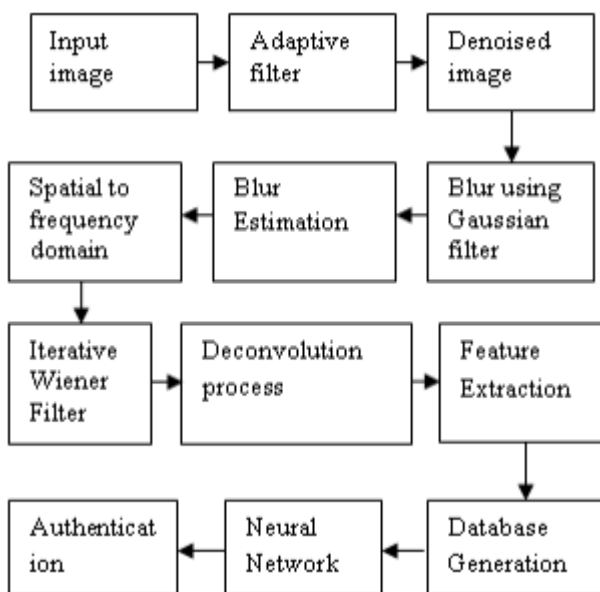 Input
image
Adaptive
filter
Denoised
image
Blur using
Gaussian
filter
Blur
Estimation
Spatial to
frequency
domain
Iterative
Wiener
Filter
Deconvolution
process
Feature
Extraction
Database
Generation
Neural
Network
Authenticat
ion